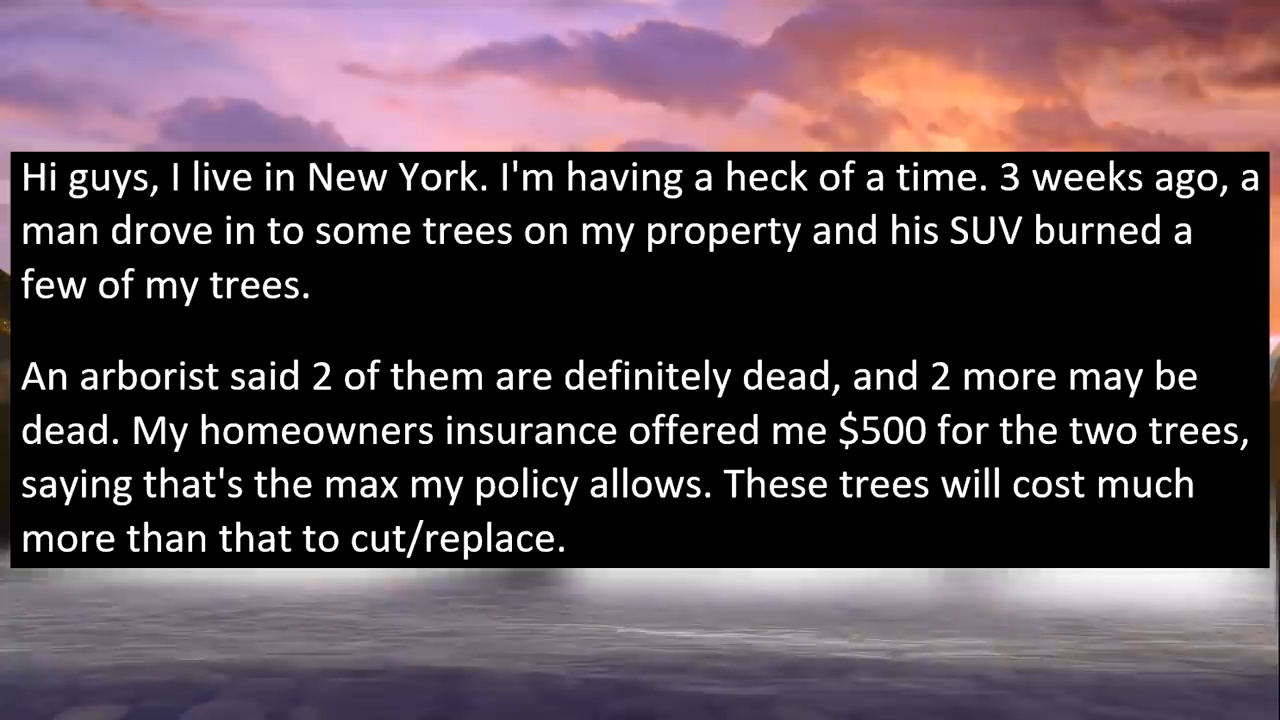 Hi guys, I live in New York. I'm having a heck of a time. 3 weeks ago, a
man drove in to some trees on my property and his SUV burned a
few of my trees.
An arborist said 2 of them are definitely dead, and 2 more may be
dead. My homeowners insurance offered me $500 for the two trees,
saying that's the max my policy allows. These trees will cost much
more than that to cut/replace.